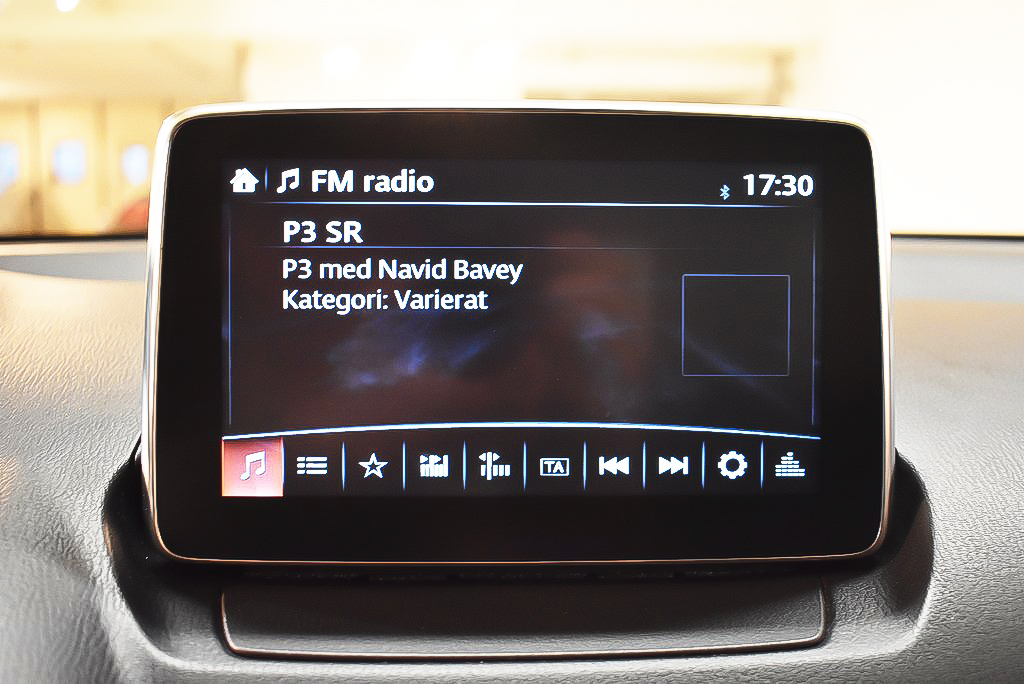 FM radio 17:30
P3 SR
P3 med Navid Bavey
Kategori: Varierat
TA